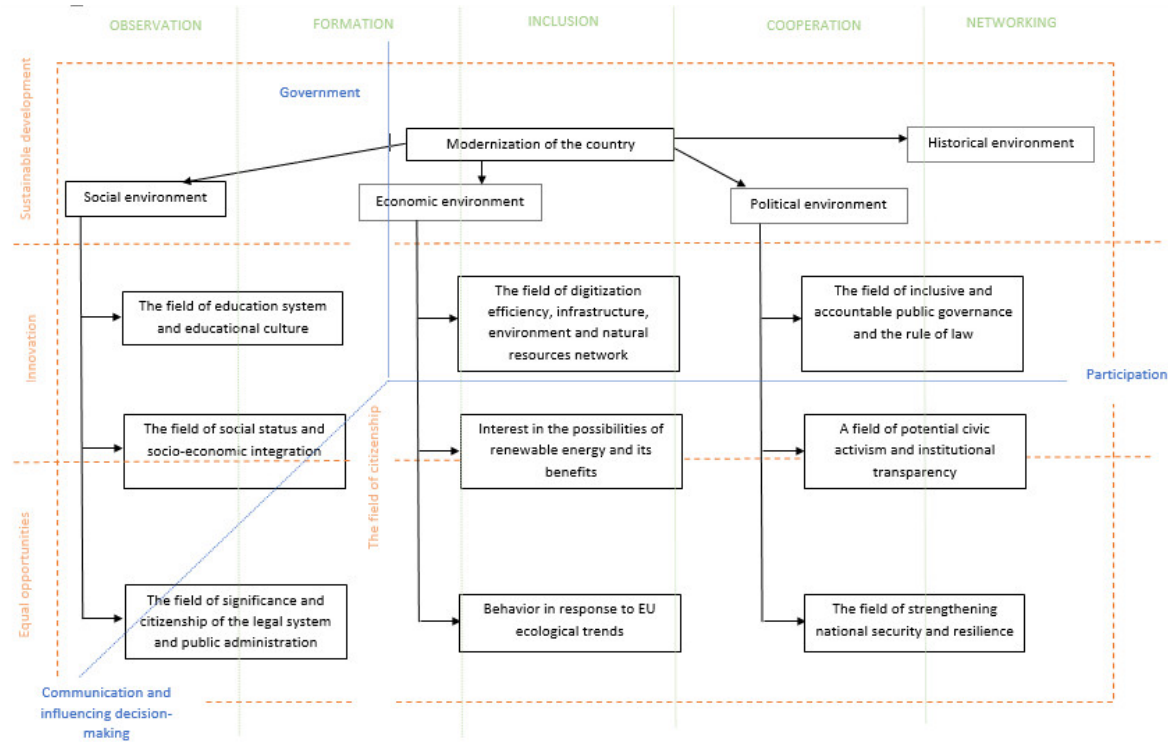 OBSERVATION
FORMATION
INCLUSION
COOPERATION
NETWORKING
Sustainable development
Government
Modernization of the country
Historical environment
Social environment
Economic environment
Political environment
Innovation
The field of education system
and educational culture
The field of digitization
efficiency, infrastructure,
environment and natural
resources network
The field of inclusive and
accountable public governance
and the rule of law
Participation
The field of citizenship
The field of social status and
socio-economic integration
Interest in the possibilities of
renewable energy and its
benefits
A field of potential civic
activism and institutional
transparency
Equal opportunities
The field of significance and
citizenship of the legal system
and public administration
Behavior in response to EU
ecological trends
The field of strengthening
national security and resilience
Communication and
influencing decision-
making